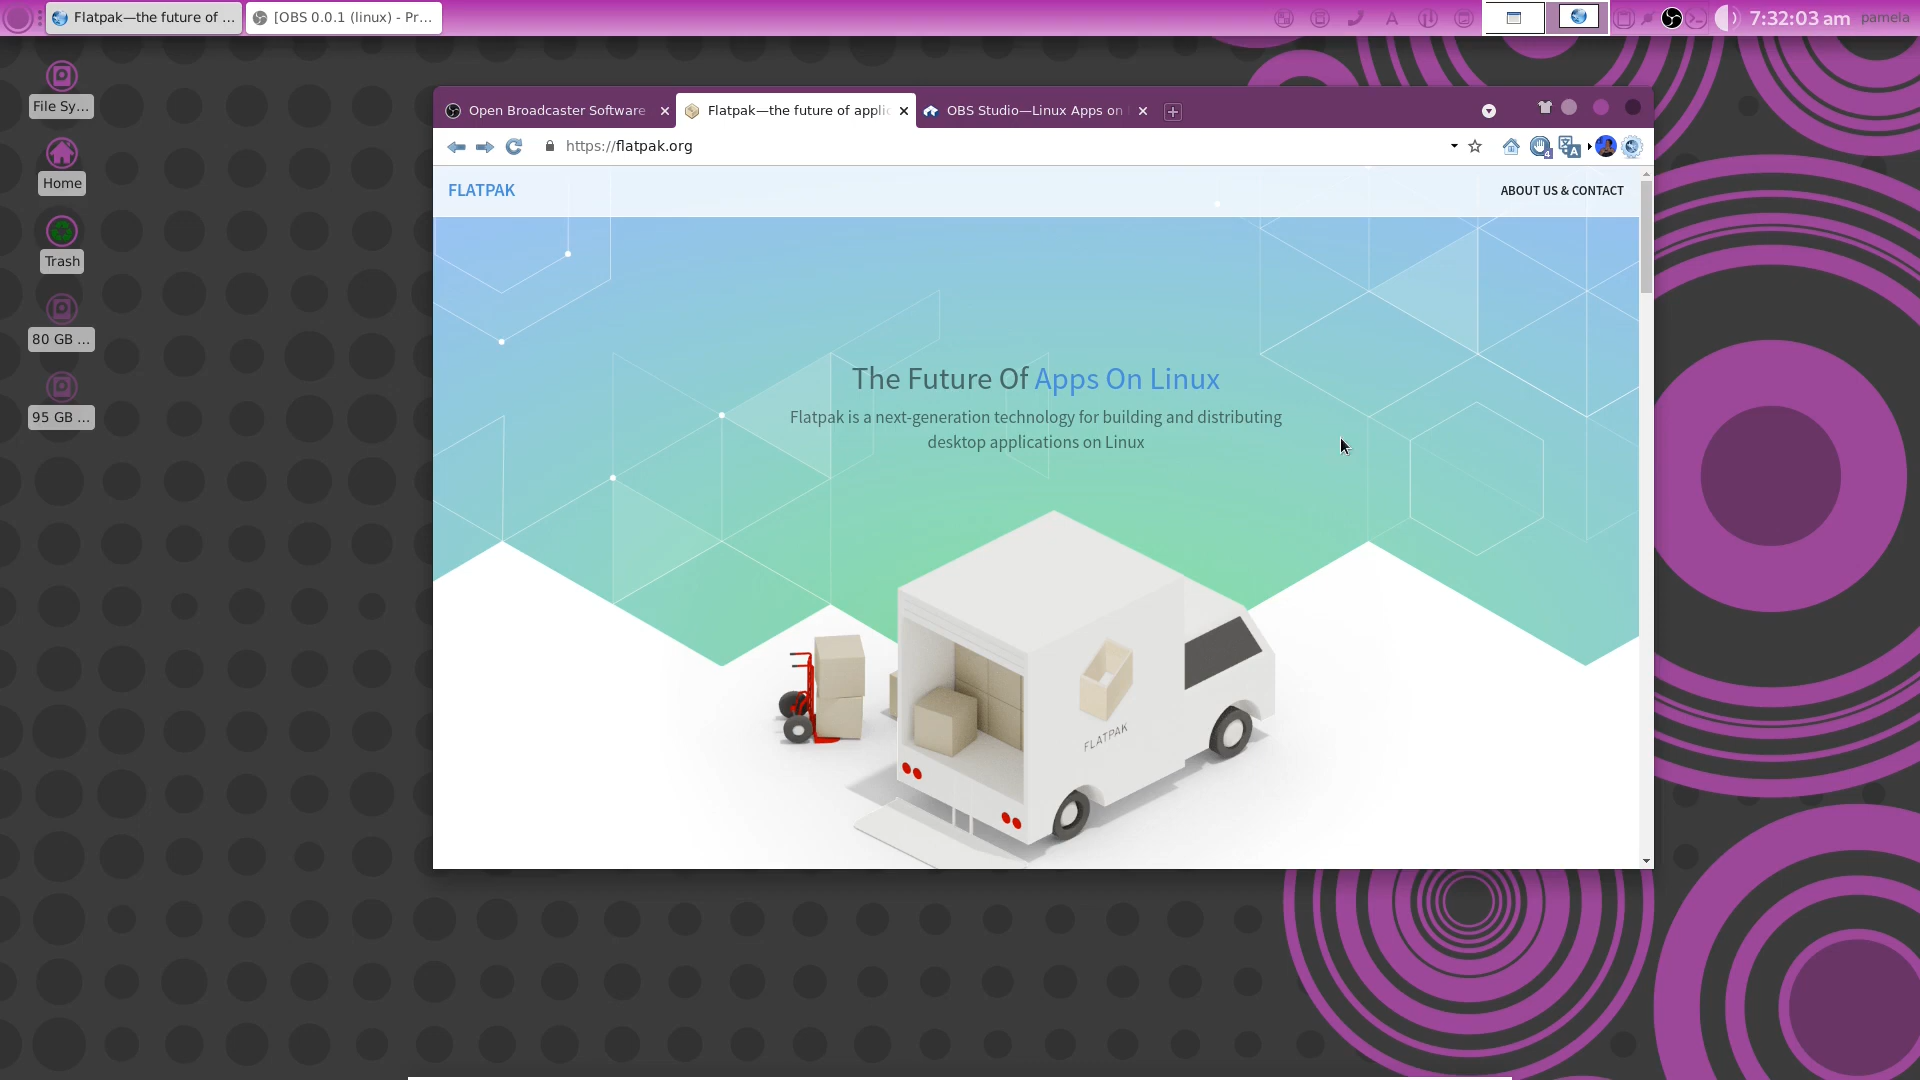 Flatpak—the future of ...
[OBS 0.0.1 (linux) - Pr...
7:32:03 am
pamela
File Sy...
Home
Trash
80 GB ...
95 GB ...
Open Broadcaster Software
Flatpak—the future of applic
OBS Studio—Linux Apps on
https://flatpak.org
4
FLATPAK
ABOUT US & CONTACT
The Future Of Apps On Linux
Flatpak is a next-generation technology for building and distributing
desktop applications on Linux
FLATPAK